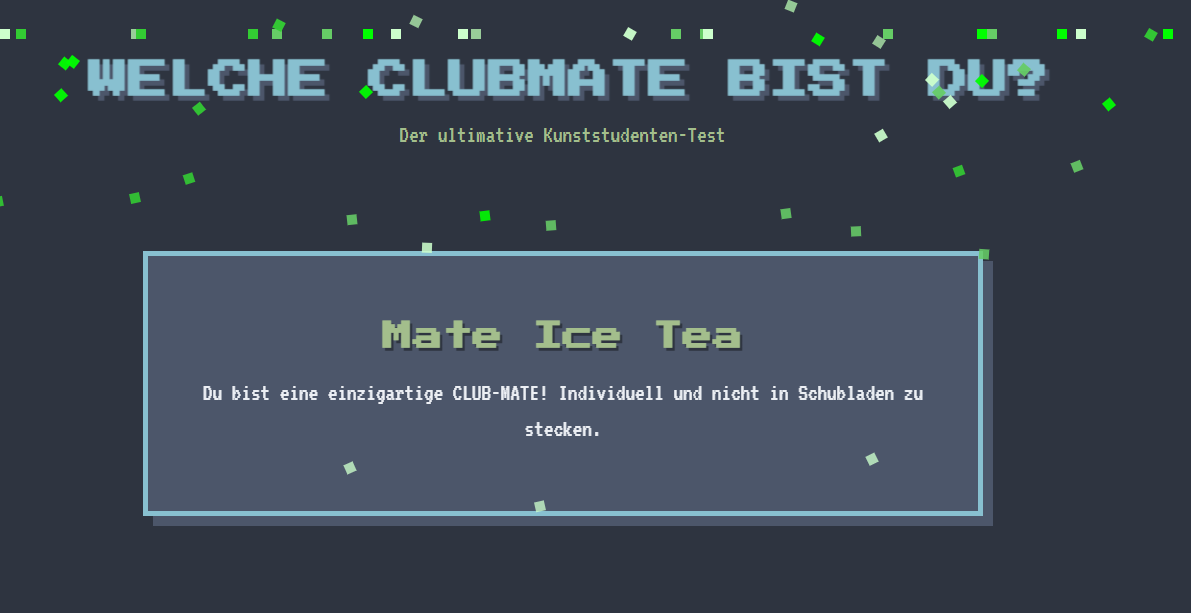 WELCHE CLUBMATE BIST DU?
Der ultimative Kunststudenten-Test
Mate Ice Tea
Du bist eine einzigartige CLUB-MATE! Individuell und nicht in Schubladen zu
stecken.